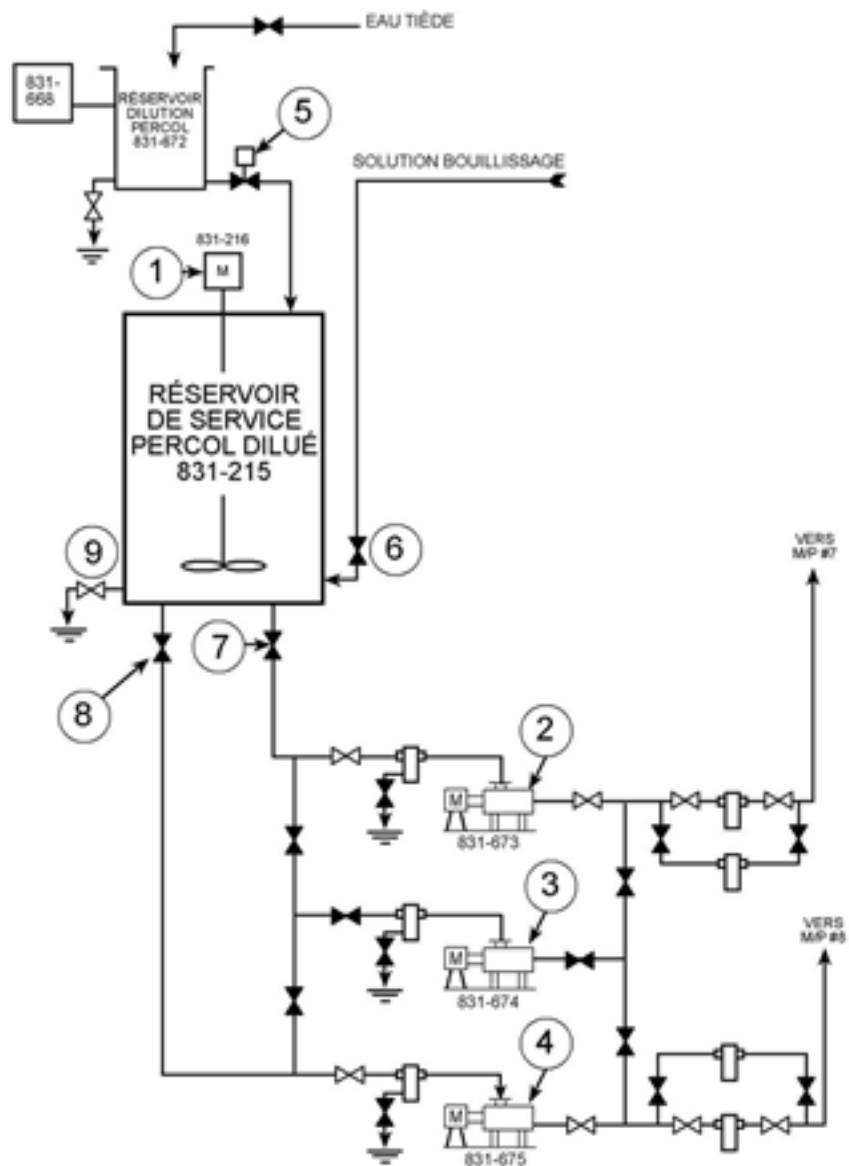 EAU TIÈDE
831-
668
RÉSERVOIR
DILUTION
PERCOL
831-672
5
SOLUTION BOUILLISSAGE
831-216
1
M
RÉSERVOIR
DE SERVICE
PERCOL DILUÉ
831-215
9
6
VERS
M/P #7
7
8
2
M
831-673
3
VERS
M/P #8
M
831-674
4
M
831-675